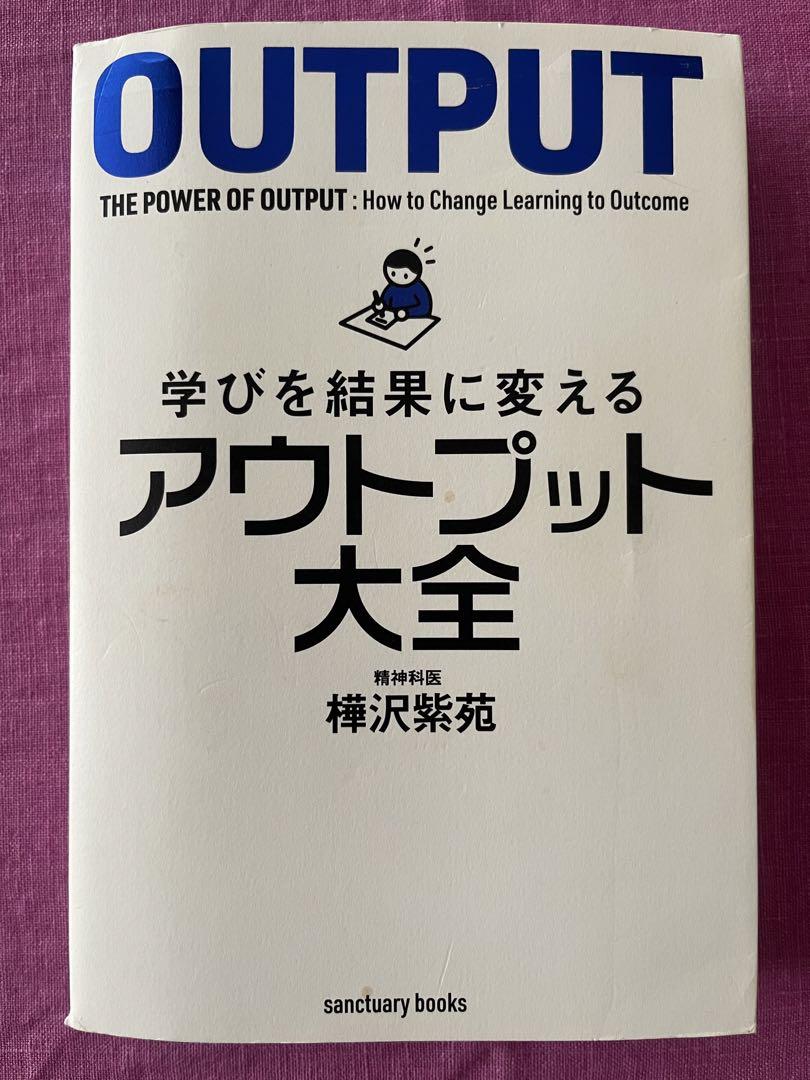 OUTPUT
THE POWER OF OUTPUT : How to Change Learning to Outcome
学びを結果に変える
アウトプット
大全
精神科医
樺沢紫苑
sanctuary books